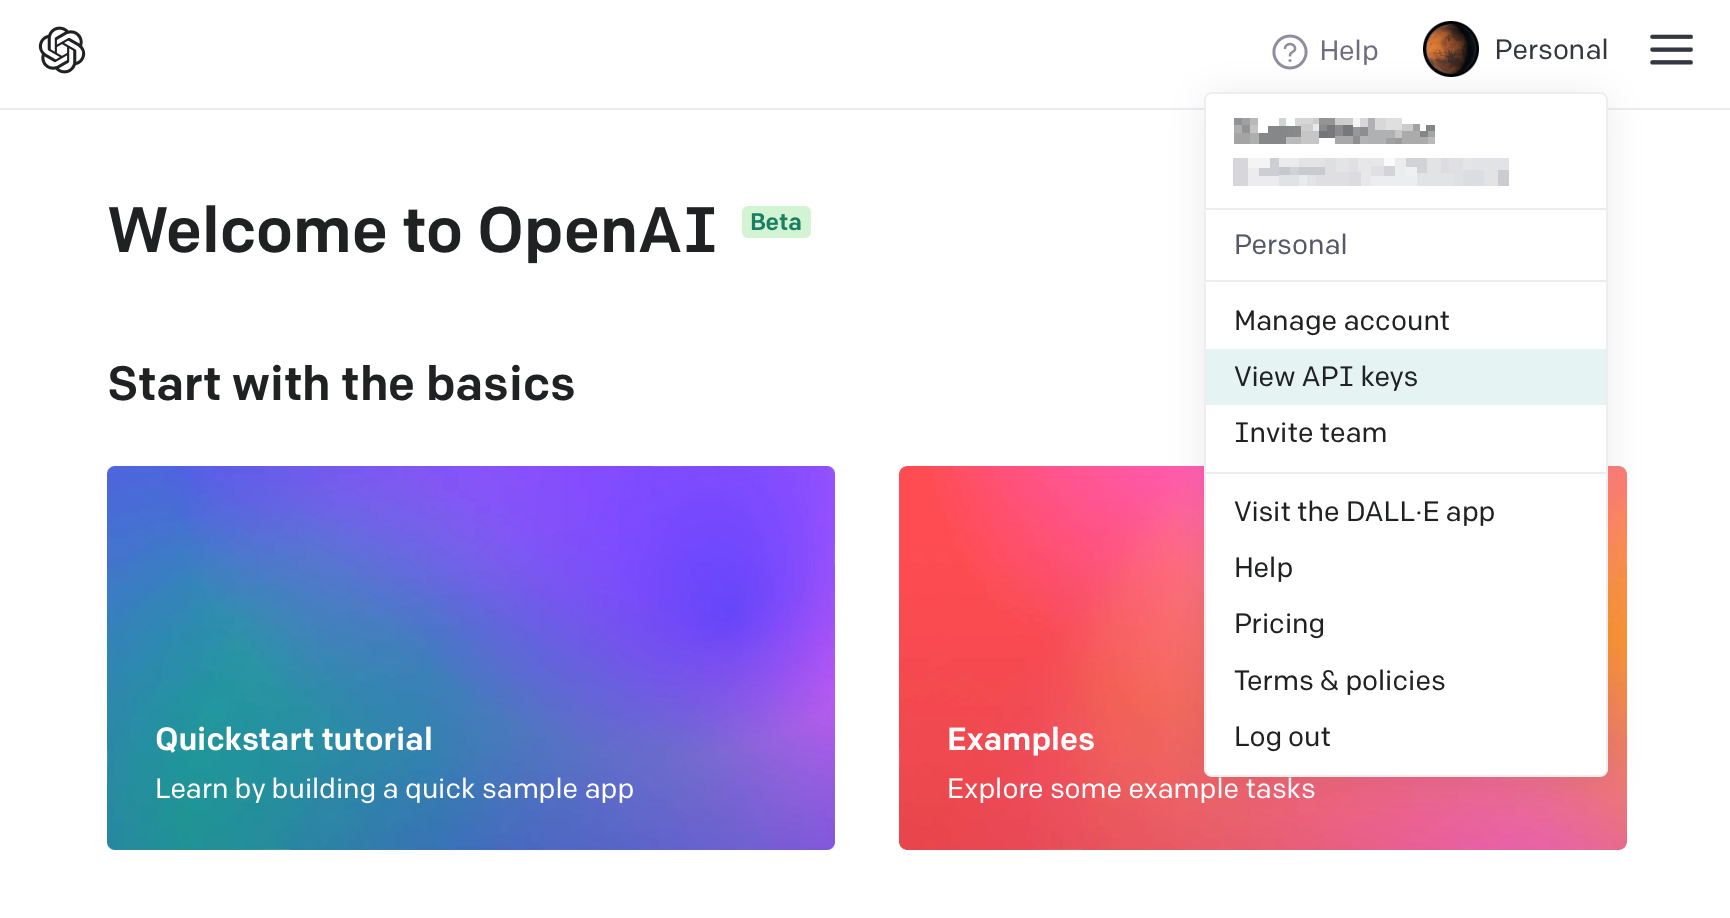 Help
Personal
Personal
Manage account
View API keys
Invite team
Visit the DALL·E app
Help
Pricing
Terms & policies
Log out
Welcome to OpenAI Beta
Start with the basics
Quickstart tutorial
Learn by building a quick sample app
Examples
Explore some example tasks